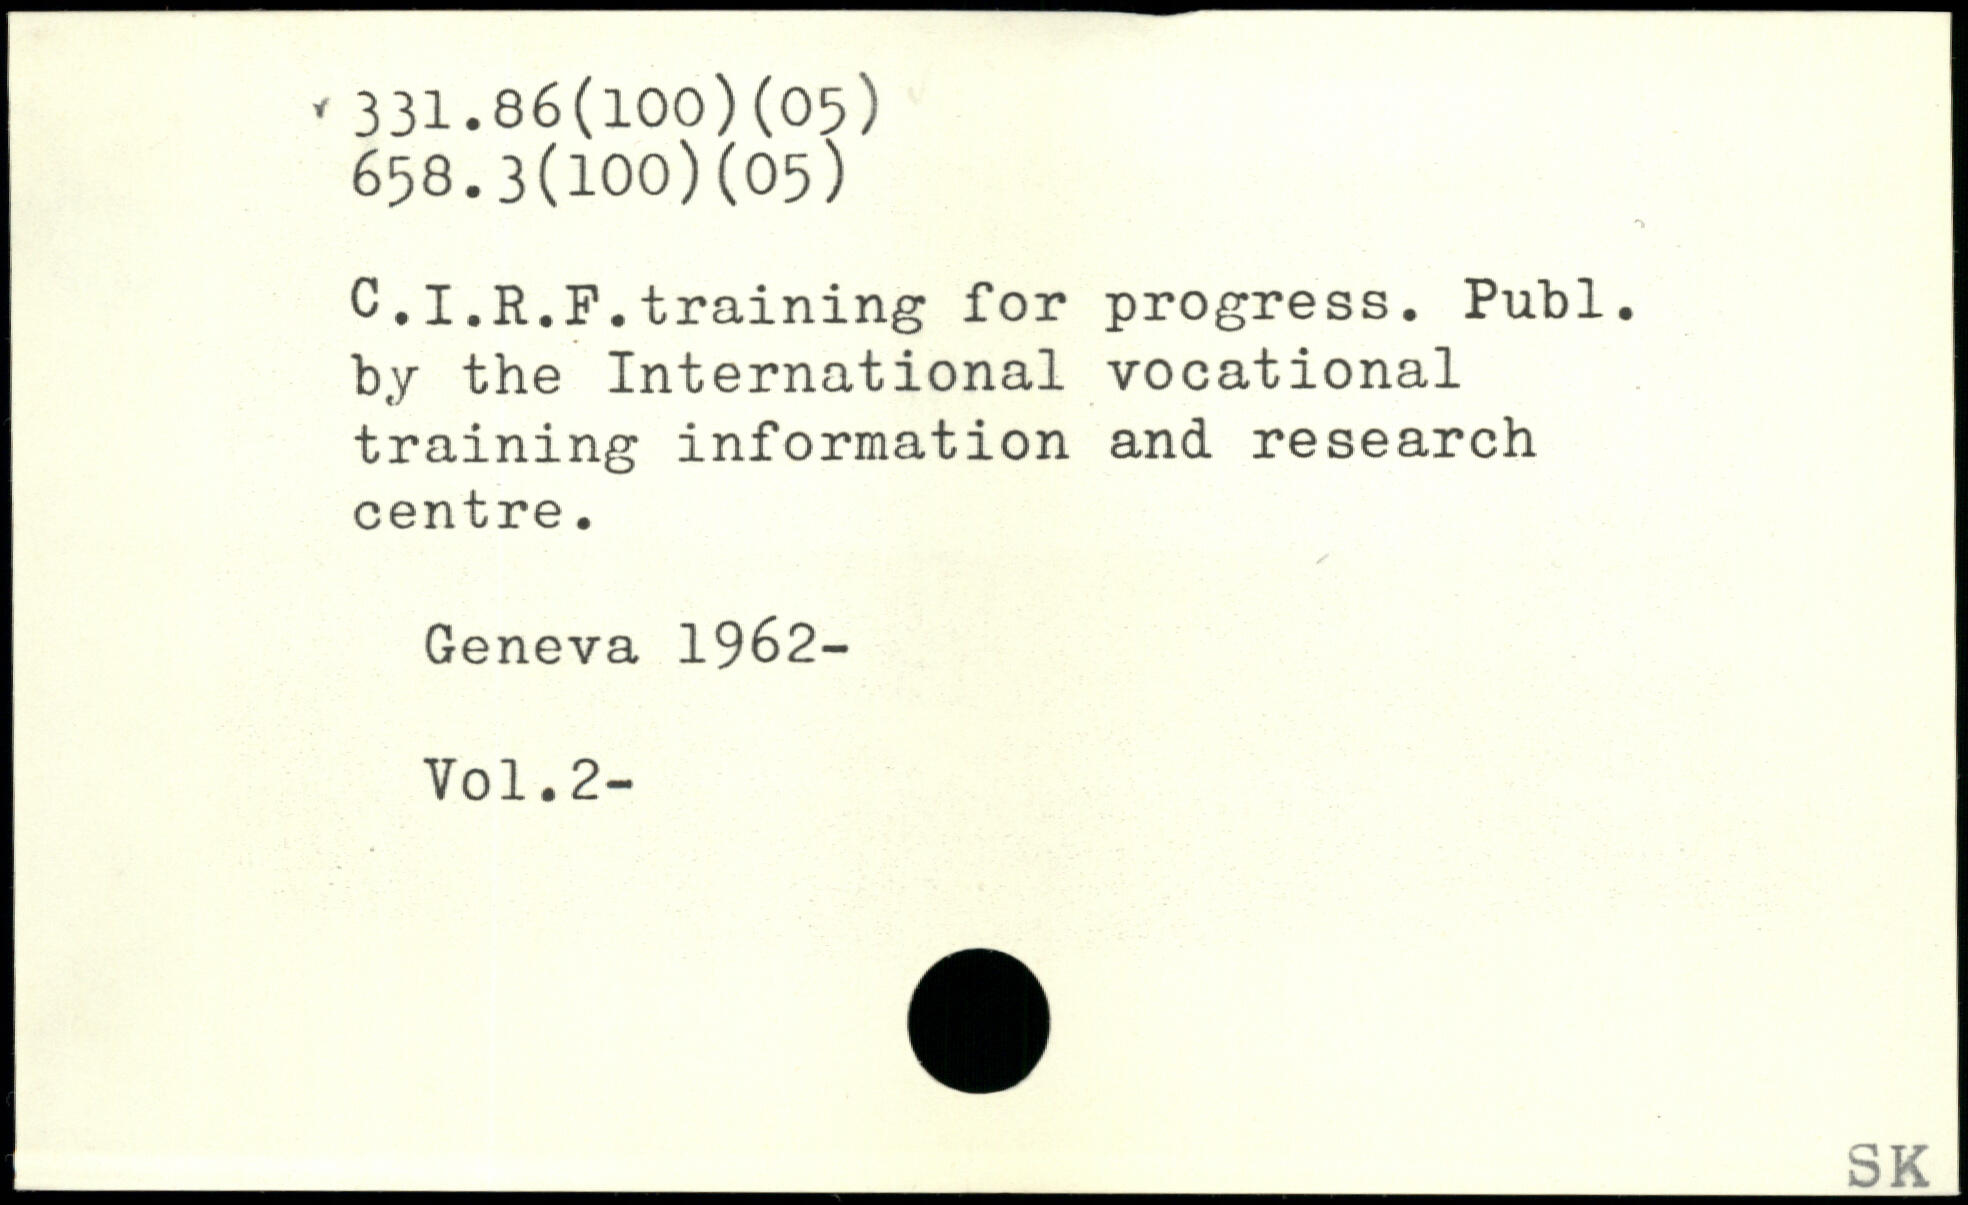 331.86(100)(05)
658.3(100)(05)
C.I.R.F.training for progress. Publ.
by the International vocational
training information and research
centre.
Geneva 1962-
Vol.2-
SK